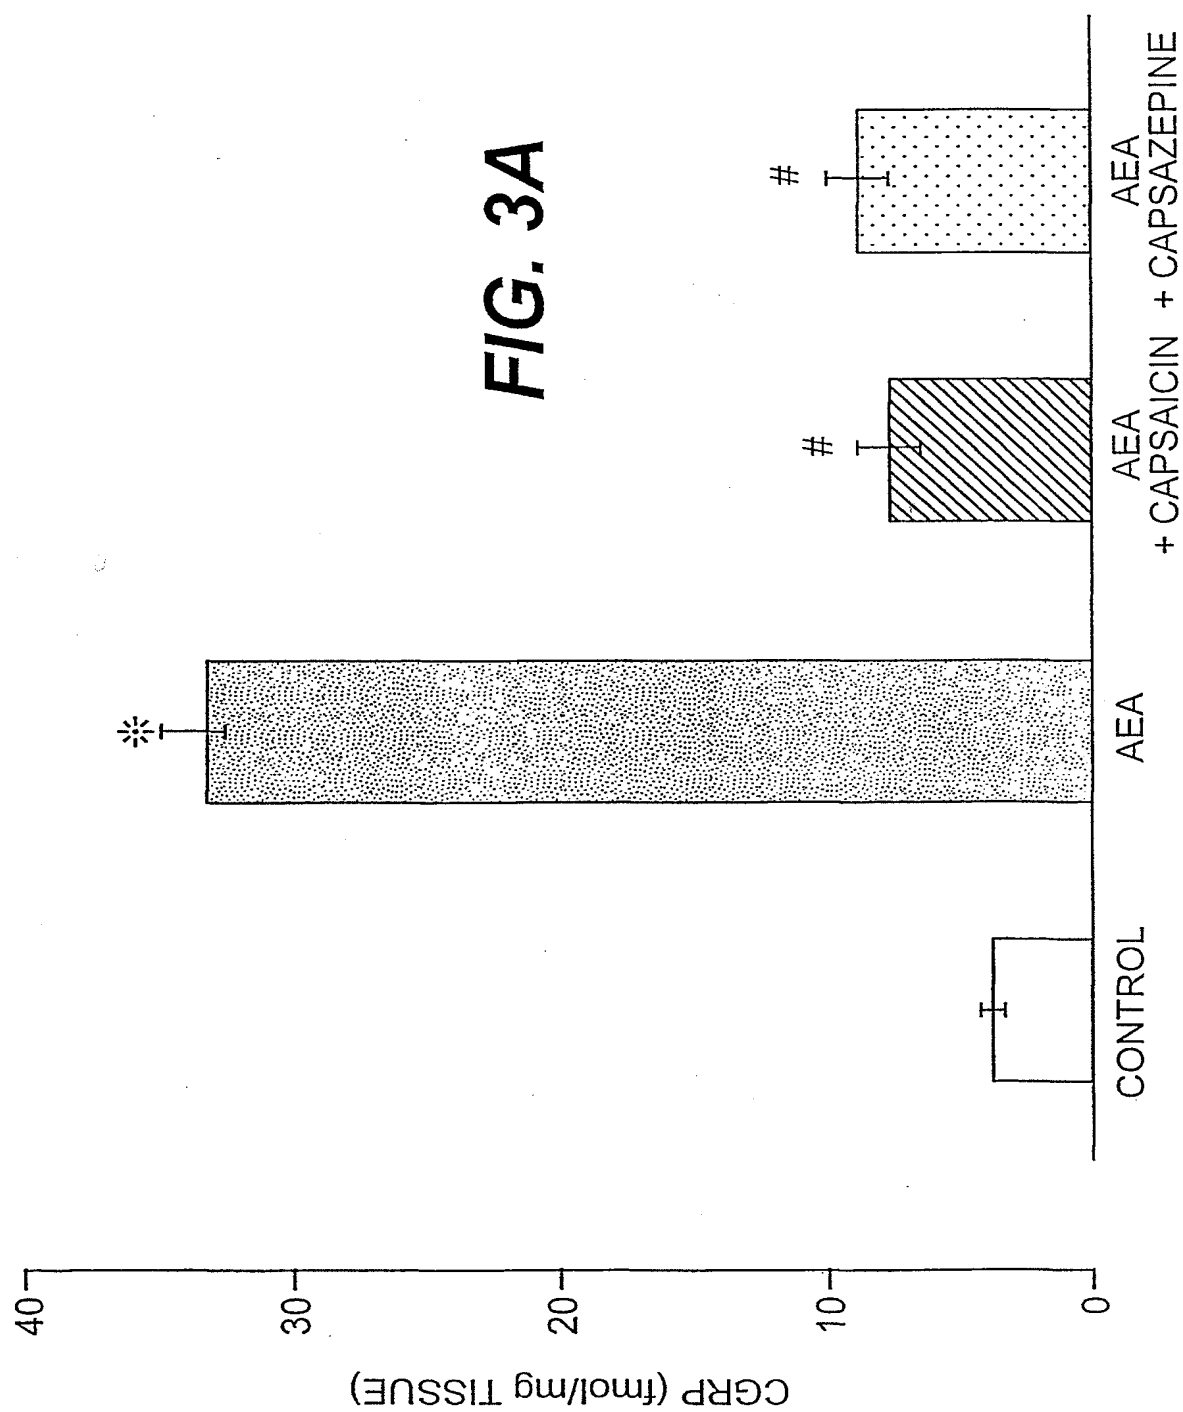 FIG. 3A
CGRP (fmol/mg TISSUE)
40
30
20
10
0
※
#
#
CONTROL
AEA
AEA
+ CAPSAICIN
AEA
+ CAPSAZEPINE